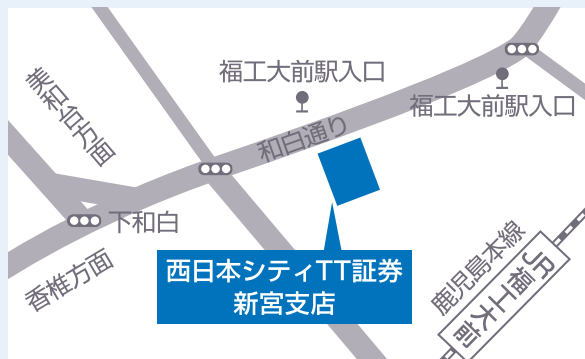 福工大前駅入口
福工大前駅入口
美和台方面
和白通り
下和白
香椎方面
西日本シティTT証券
新宮支店
鹿児島本線
JR福工大前